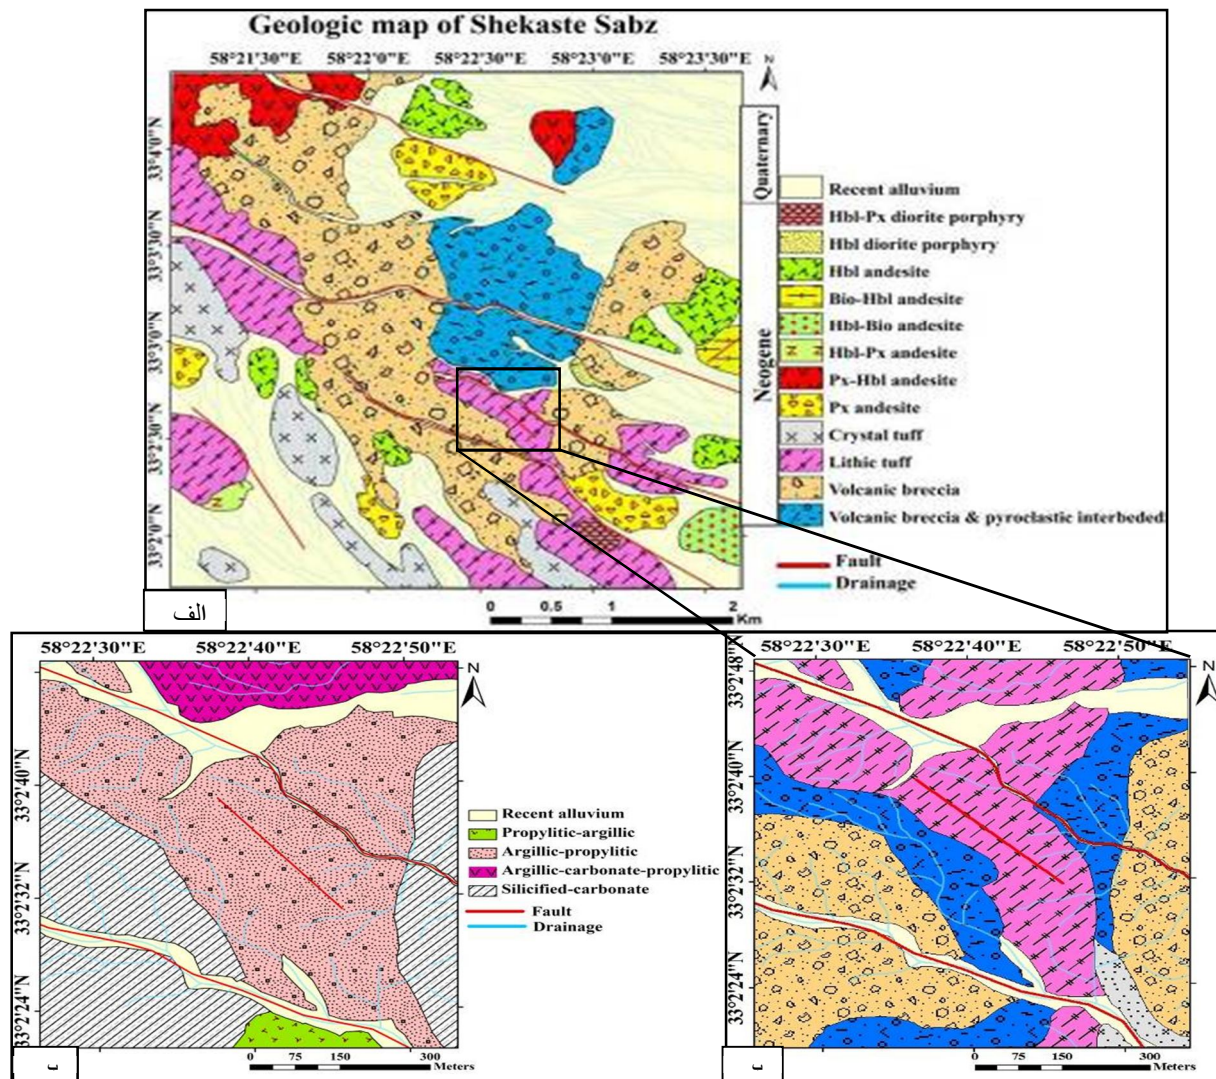 Geologic map of Shekaste Sabz
58°21'30"E 58°22'0"E 58°22'30"E 58°23'0"E 58°23'30"E
N
33°4'0"N
33°3'30"N
33°3'0"N
33°2'30"N
33°2'0"N
Quaternary
Neogene
Recent alluvium
Hbl-Px diorite porphyry
Hbl diorite porphyry
Hbl andesite
Bio-Hbl andesite
Hbl-Bio andesite
Hbl-Px andesite
Px-Hbl andesite
Px andesite
Crystal tuff
Lithic tuff
Volcanic breccia
Volcanic breccia & pyroclastic interbeded
Fault
Drainage
0 0.5 1 2
Km
الف
58°22'30"E 58°22'40"E 58°22'50"E
N
33°2'40"N
33°2'32"N
33°2'24"N
Recent alluvium
Propylitic-argillic
Argillic-propylitic
Argillic-carbonate-propylitic
Silicified-carbonate
Fault
Drainage
0 75 150 300
Meters
58°22'30"E 58°22'40"E 58°22'50"E
N
33°2'48"N
33°2'40"N
33°2'32"N
33°2'24"N
0 75 150 300
Meters